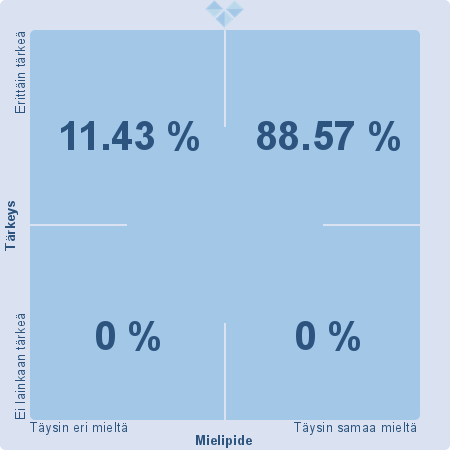 Erittäin tärkeä
11.43 %
88.57 %
Tärkeys
0 %
0 %
Ei lainkaan tärkeä
Täysin eri mieltä
Täysin samaa mieltä
Mielipide